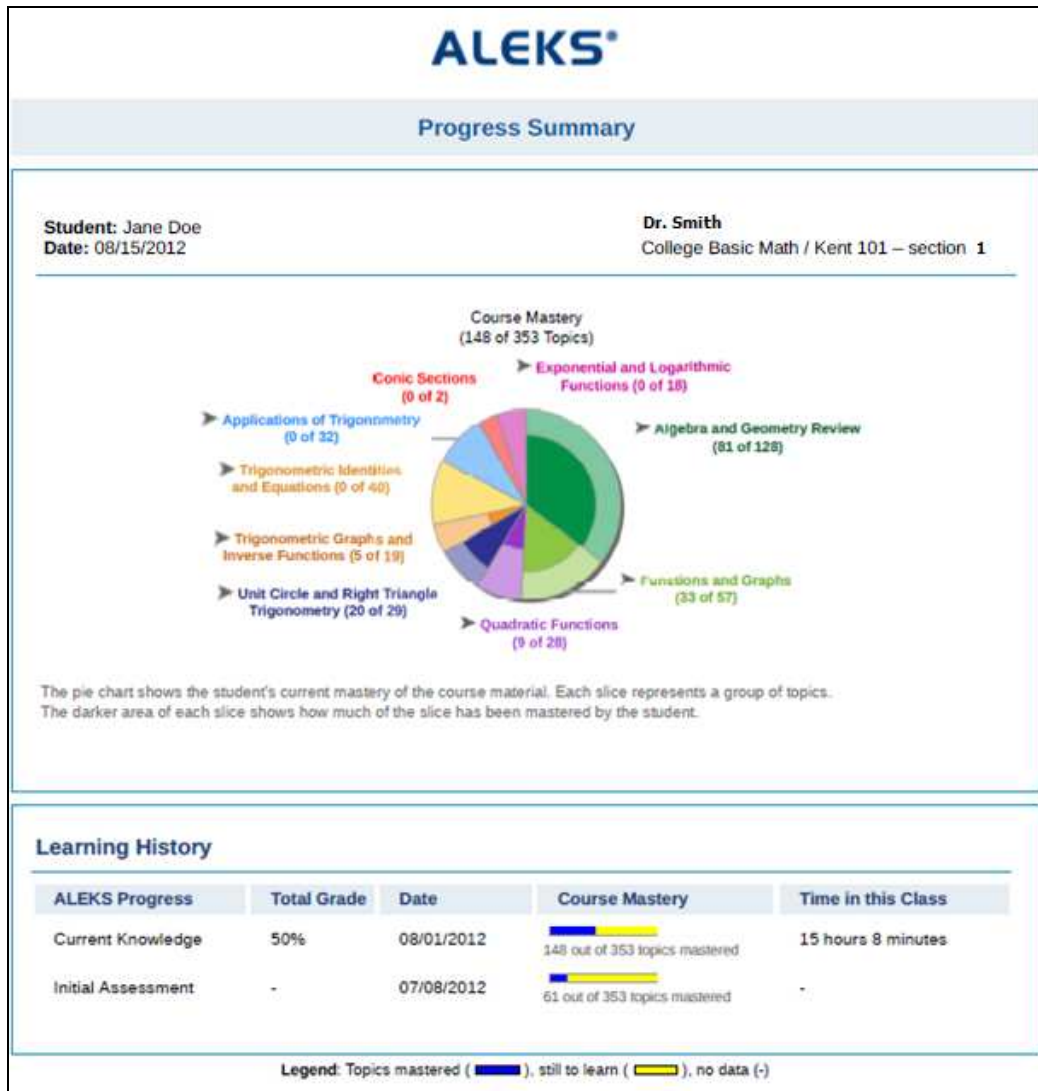 ALEKS®
Progress Summary
Student: Jane Doe
Date: 08/15/2012
Dr. Smith
College Basic Math / Kent 101 – section 1
Course Mastery
(148 of 353 Topics)
Exponential and Logarithmic
Functions (0 of 18)
Conic Sections
(0 of 2)
Applications of Trigonometry
(0 of 32)
Algebra and Geometry Review
(81 of 128)
Trigonometric Identities
and Equations (0 of 40)
Trigonometric Graphs and
Inverse Functions (5 of 19)
Unit Circle and Right Triangle
Trigonometry (20 of 29)
Functions and Graphs
(33 of 57)
Quadratic Functions
(9 of 28)
The pie chart shows the student's current mastery of the course material. Each slice represents a group of topics.
The darker area of each slice shows how much of the slice has been mastered by the student.
Learning History
ALEKS Progress Total Grade Date Course Mastery Time in this Class
Current Knowledge 50% 08/01/2012 148 out of 353 topics mastered 15 hours 8 minutes
Initial Assessment - 07/08/2012 61 out of 353 topics mastered -
Legend: Topics mastered ( ), still to learn ( ), no data (-)